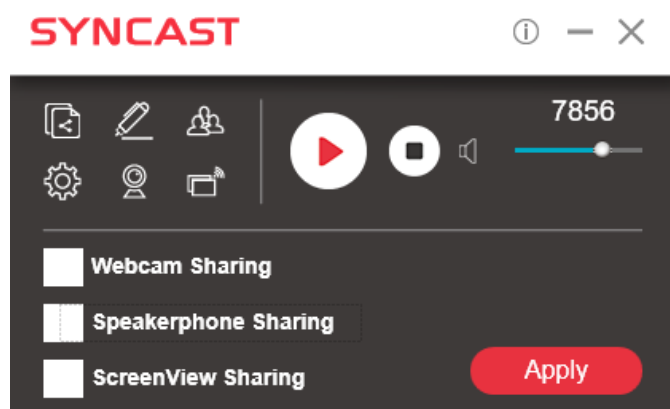 SYNCAST
7856
Webcam Sharing
Speakerphone Sharing
ScreenView Sharing
Apply